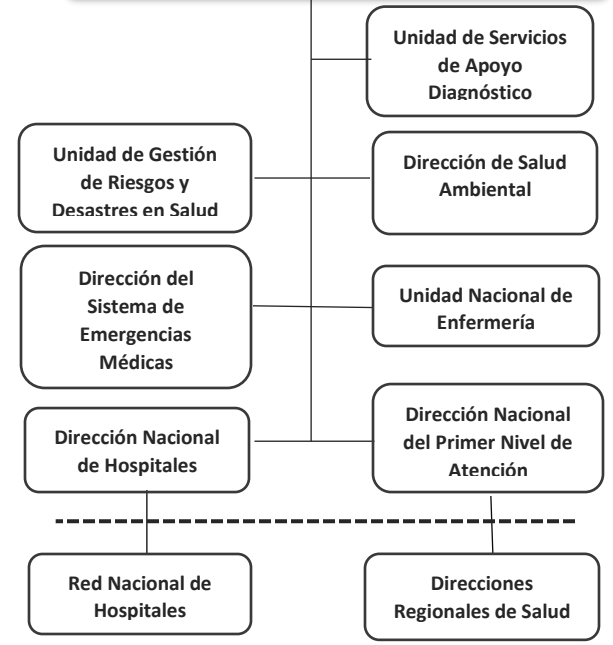 Unidad de Servicios
de Apoyo
Diagnóstico
Unidad de Gestión
de Riesgos y
Desastres en Salud
Dirección de Salud
Ambiental
Dirección del
Sistema de
Emergencias
Médicas
Unidad Nacional de
Enfermería
Dirección Nacional
de Hospitales
Dirección Nacional
del Primer Nivel de
Atención
Red Nacional de
Hospitales
Direcciones
Regionales de Salud